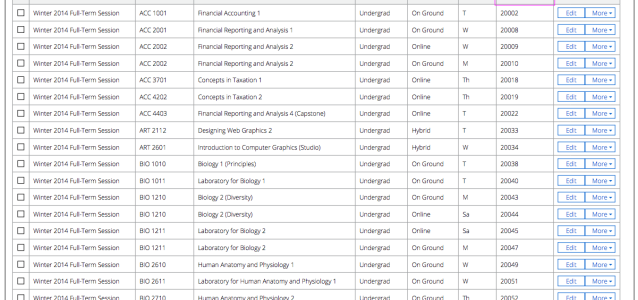 Winter 2014 Full-Term Session ACC 1001 Financial Accounting 1 Undergrad On Ground T 20002 Edit More
Winter 2014 Full-Term Session ACC 2001 Financial Reporting and Analysis 1 Undergrad On Ground W 20008 Edit More
Winter 2014 Full-Term Session ACC 2002 Financial Reporting and Analysis 2 Undergrad Online W 20009 Edit More
Winter 2014 Full-Term Session ACC 2002 Financial Reporting and Analysis 2 Undergrad On Ground M 20010 Edit More
Winter 2014 Full-Term Session ACC 3701 Concepts in Taxation 1 Undergrad Online Th 20018 Edit More
Winter 2014 Full-Term Session ACC 4202 Concepts in Taxation 2 Undergrad Online Th 20019 Edit More
Winter 2014 Full-Term Session ACC 4403 Financial Reporting and Analysis 4 (Capstone) Undergrad Online T 20022 Edit More
Winter 2014 Full-Term Session ART 2112 Designing Web Graphics 2 Undergrad Hybrid T 20033 Edit More
Winter 2014 Full-Term Session ART 2601 Introduction to Computer Graphics (Studio) Undergrad Hybrid W 20034 Edit More
Winter 2014 Full-Term Session BIO 1010 Biology 1 (Principles) Undergrad On Ground T 20038 Edit More
Winter 2014 Full-Term Session BIO 1011 Laboratory for Biology 1 Undergrad On Ground T 20040 Edit More
Winter 2014 Full-Term Session BIO 1210 Biology 2 (Diversity) Undergrad On Ground M 20043 Edit More
Winter 2014 Full-Term Session BIO 1210 Biology 2 (Diversity) Undergrad Online Sa 20044 Edit More
Winter 2014 Full-Term Session BIO 1211 Laboratory for Biology 2 Undergrad Online Sa 20045 Edit More
Winter 2014 Full-Term Session BIO 1211 Laboratory for Biology 2 Undergrad On Ground M 20047 Edit More
Winter 2014 Full-Term Session BIO 2610 Human Anatomy and Physiology 1 Undergrad On Ground W 20049 Edit More
Winter 2014 Full-Term Session BIO 2611 Laboratory for Human Anatomy and Physiology 1 Undergrad On Ground W 20051 Edit More
Winter 2014 Full-Term Session BIO 2710 Human Anatomy and Physiology 2 Undergrad On Ground Th 20052 Edit More